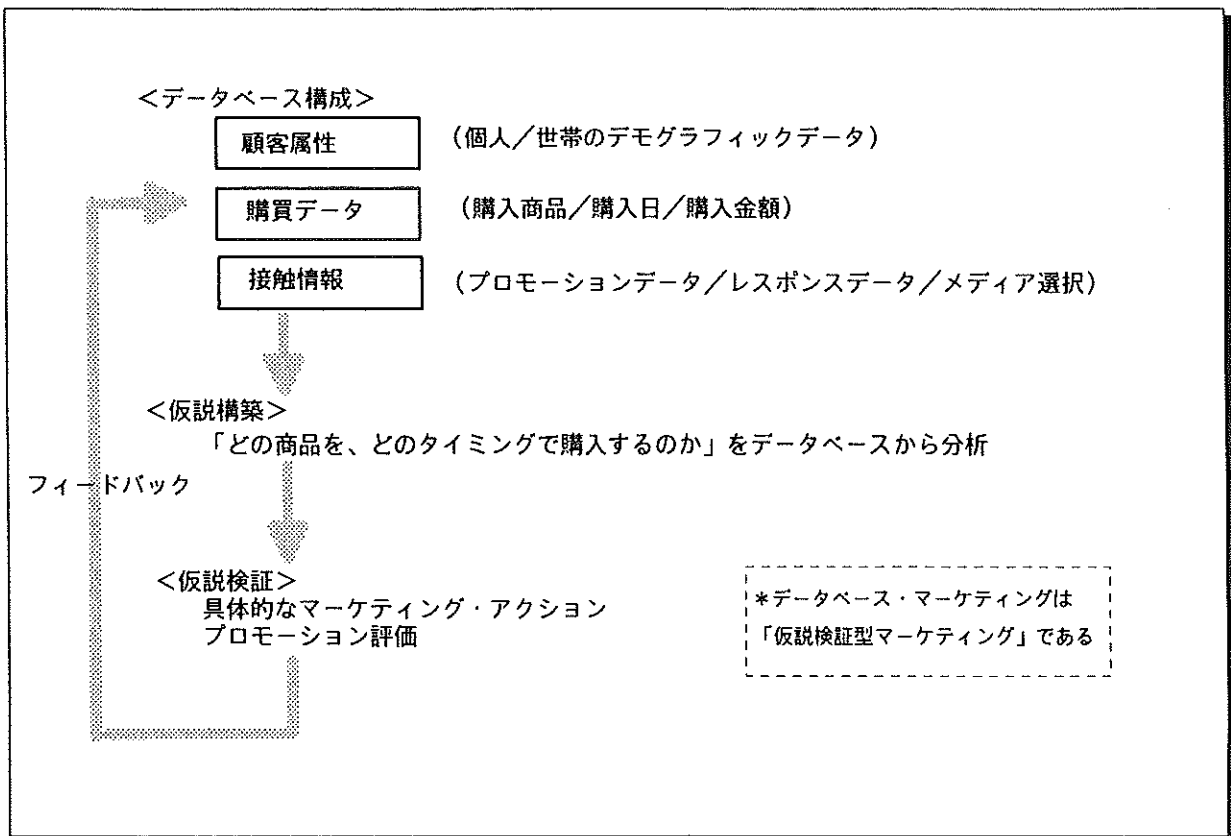 ＜データベース構成＞
顧客属性 （個人／世帯のデモグラフィックデータ）
購買データ （購入商品／購入日／購入金額）
接触情報 （プロモーションデータ／レスポンスデータ／メディア選択）
＜仮説構築＞
「どの商品を、どのタイミングで購入するのか」をデータベースから分析
フィードバック
＜仮説検証＞
具体的なマーケティング・アクション
プロモーション評価
＊データベース・マーケティングは
「仮説検証型マーケティング」である